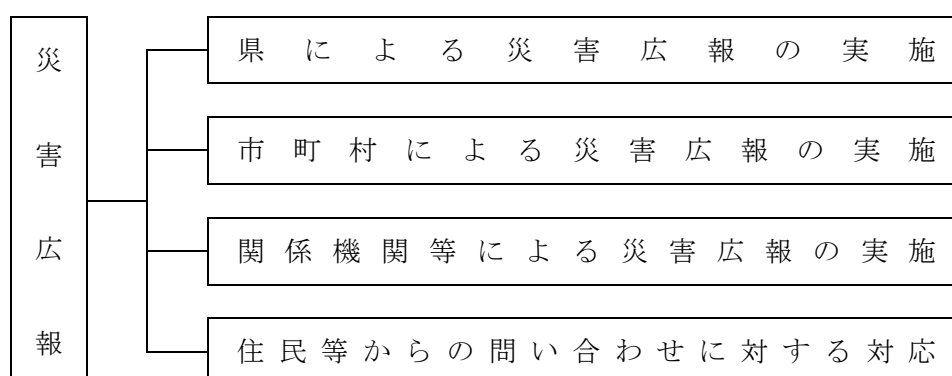 災害広報
県による災害広報の実施
市町村による災害広報の実施
関係機関等による災害広報の実施
住民等からの問い合わせに対する対応